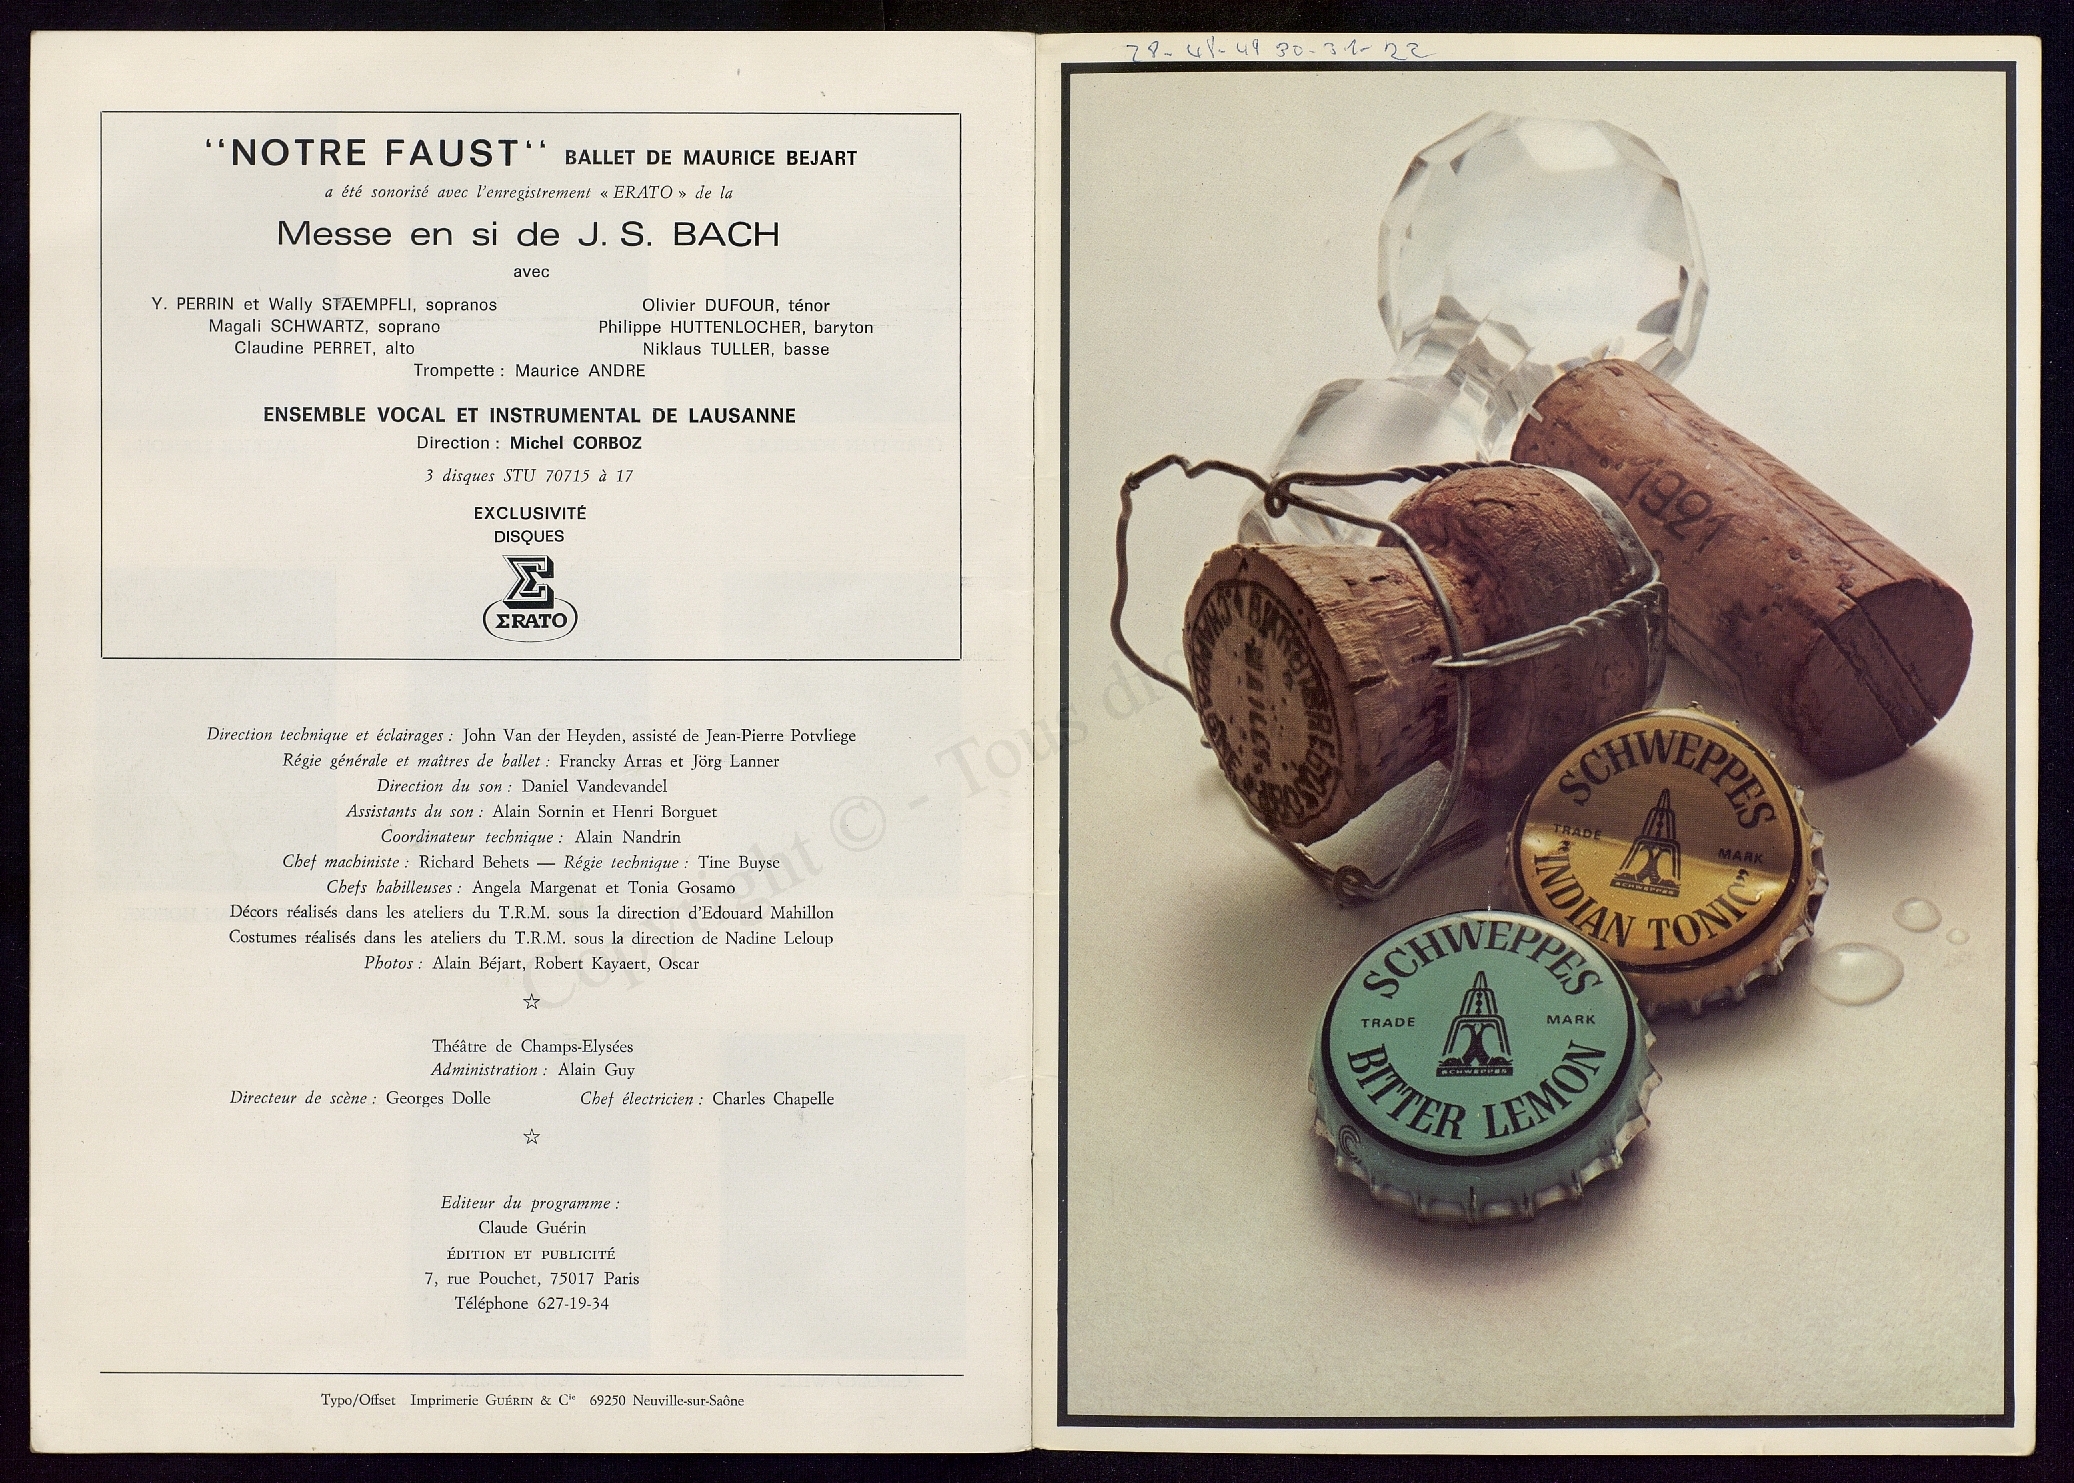 "NOTRE FAUST" BALLET DE MAURICE BEJART
a été sonorisé avec l'enregistrement « ERATO » de la
Messe en si de J. S. BACH
avec
Y. PERRIN et Wally STAEMPFLI, sopranos
Magali SCHWARTZ, soprano
Claudine PERRET, alto
Olivier DUFOUR, ténor
Philippe HUTTENLOCHER, baryton
Niklaus TULLER, basse
Trompette : Maurice ANDRE
ENSEMBLE VOCAL ET INSTRUMENTAL DE LAUSANNE
Direction : Michel CORBOZ
3 disques STU 70715 à 17
EXCLUSIVITÉ
DISQUES
ΣRATO
Direction technique et éclairages : John Van der Heyden, assisté de Jean-Pierre Potvliege
Régie générale et maîtres de ballet : Francky Arras et Jörg Lanner
Direction du son : Daniel Vandevandel
Assistants du son : Alain Sornin et Henri Borguet
Coordinateur technique : Alain Nandrin
Chef machiniste : Richard Behets — Régie technique : Tine Buyse
Chefs habilleuses : Angela Margenat et Tonia Gosamo
Décors réalisés dans les ateliers du T.R.M. sous la direction d'Edouard Mahillon
Costumes réalisés dans les ateliers du T.R.M. sous la direction de Nadine Leloup
Photos : Alain Béjart, Robert Kayaert, Oscar
☆
Théâtre de Champs-Elysées
Administration : Alain Guy
Directeur de scène : Georges Dolle Chef électricien : Charles Chapelle
☆
Editeur du programme :
Claude Guérin
ÉDITION ET PUBLICITÉ
7, rue Pouchet, 75017 Paris
Téléphone 627-19-34
Typo/Offset Imprimerie GUÉRIN & Cie 69250 Neuville-sur-Saône
Copyright © - Tous
1961
SCHWEPPES
TRADE MARK
SCHWEPPES
"INDIAN TONIC"
SCHWEPPES
TRADE MARK
SCHWEPPES
BITTER LEMON